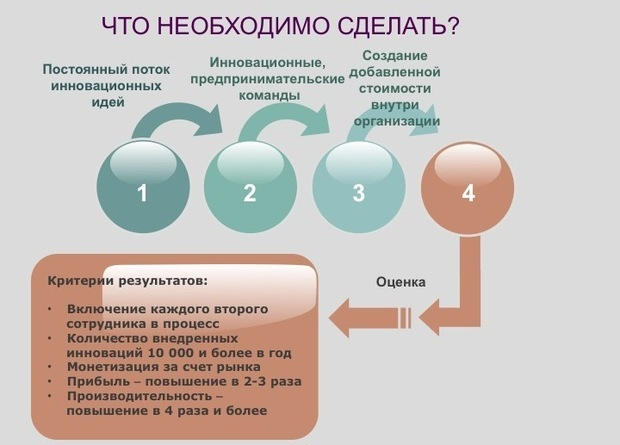 ЧТО НЕОБХОДИМО СДЕЛАТЬ?
Постоянный поток
инновационных
идей
Инновационные,
предпринимательские
команды
Создание
добавленной
стоимости
внутри
организации
1
2
3
4
Оценка
Критерии результатов:
• Включение каждого второго
сотрудника в процесс
• Количество внедренных
инноваций 10 000 и более в год
• Монетизация за счет рынка
• Прибыль – повышение в 2-3 раза
• Производительность –
повышение в 4 раза и более